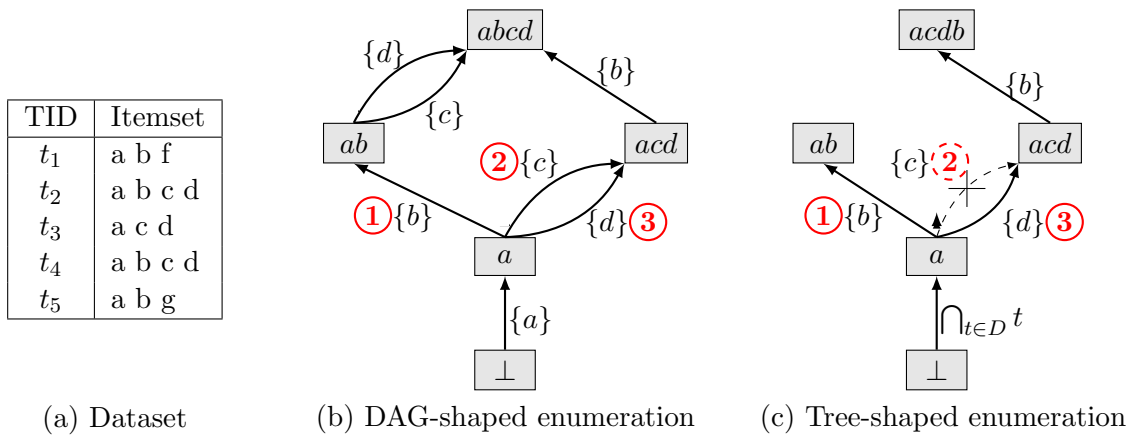 TID Itemset
t1 a b f
t2 a b c d
t3 a c d
t4 a b c d
t5 a b g
(a) Dataset
abcd
{d}
{b}
{c}
ab
acd
2 {c}
1 {b}
{d} 3
a
{a}
⊥
(b) DAG-shaped enumeration
acdb
{b}
ab
acd
{c} 2
1 {b}
{d} 3
a
⋂t∈D t
⊥
(c) Tree-shaped enumeration